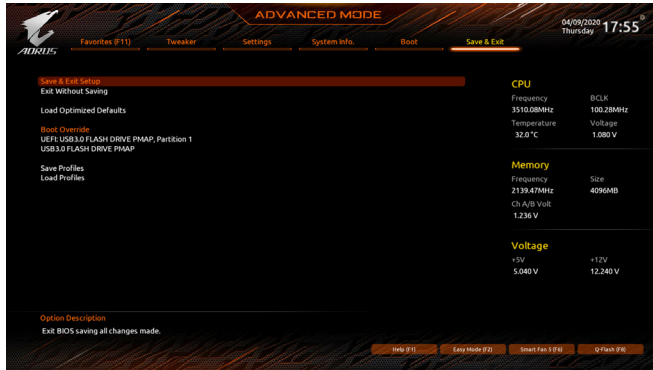 ADVANCED MODE
04/09/2020 Thursday 17:55
AORUS
Favorites (F11) Tweaker Settings System Info. Boot Save & Exit
Save & Exit Setup
Exit Without Saving
Load Optimized Defaults
Boot Override
UEFI: USB3.0 FLASH DRIVE PMAP, Partition 1
USB3.0 FLASH DRIVE PMAP
Save Profiles
Load Profiles
CPU
Frequency BCLK
3510.08MHz 100.28MHz
Temperature Voltage
32.0 °C 1.080 V
Memory
Frequency Size
2139.47MHz 4096MB
Ch A/B Volt
1.236 V
Voltage
+5V +12V
5.040 V 12.240 V
Option Description
Exit BIOS saving all changes made.
Help (F1) Easy Mode (F2) Smart Fan 5 (F6) Q-Flash (F8)